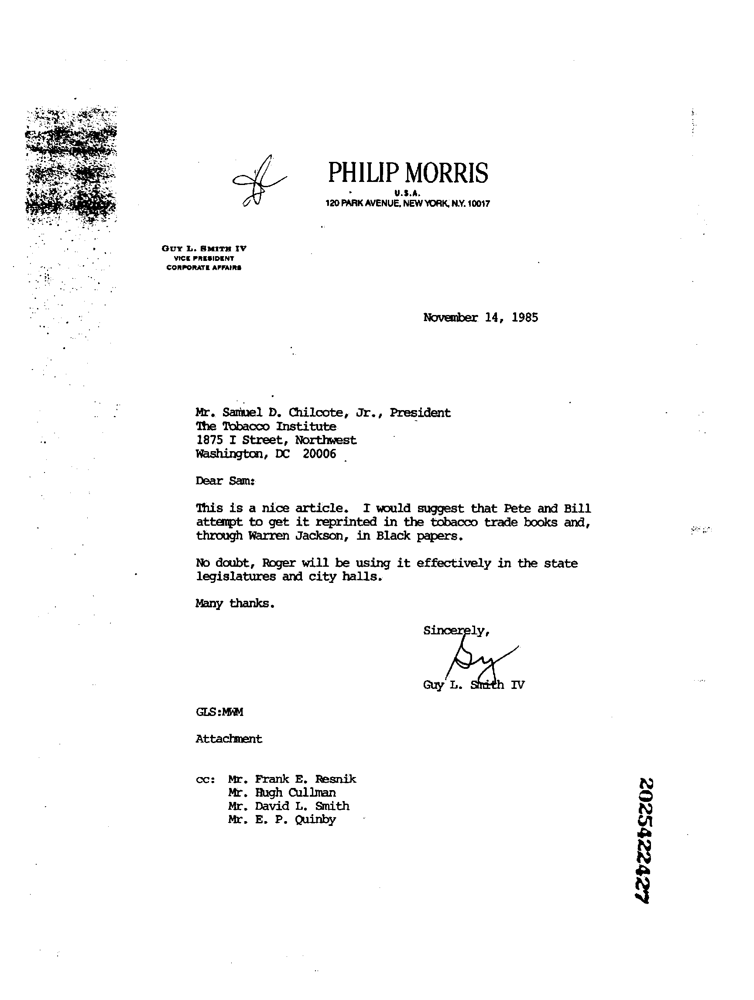 PHILIP MORRIS
U.S.A.
120 PARK AVENUE, NEW YORK, N.Y. 10017
GUY L. SMITH IV
VICE PRESIDENT
CORPORATE AFFAIRS
November 14, 1985
Mr. Samuel D. Chilcote, Jr., President
The Tobacco Institute
1875 I Street, Northwest
Washington, DC 20006
Dear Sam:
This is a nice article. I would suggest that Pete and Bill
attempt to get it reprinted in the tobacco trade books and,
through Warren Jackson, in Black papers.
No doubt, Roger will be using it effectively in the state
legislatures and city halls.
Many thanks.
Sincerely,
Guy L. Smith IV
GLS:MWM
Attachment
cc: Mr. Frank E. Resnik
Mr. Hugh Cullman
Mr. David L. Smith
Mr. E. P. Quinby
2025422427